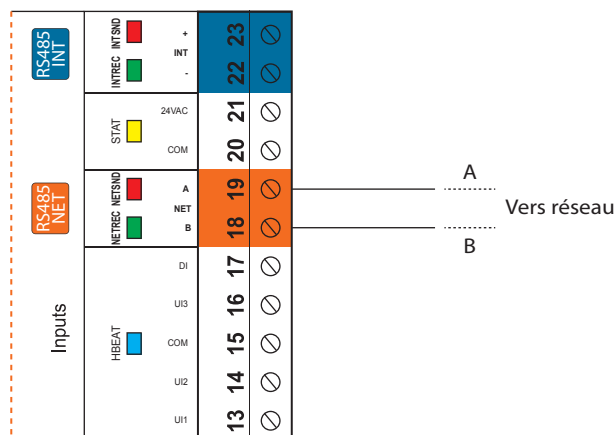 RS485
INT
INTREC INTSND
+
INT
-
23
22
STAT
24VAC
COM
21
20
RS485
NET
NETREC NETSND
A
NET
B
19
18
A
B
Vers réseau
Inputs
HBEAT
DI
UI3
COM
UI2
UI1
17
16
15
14
13